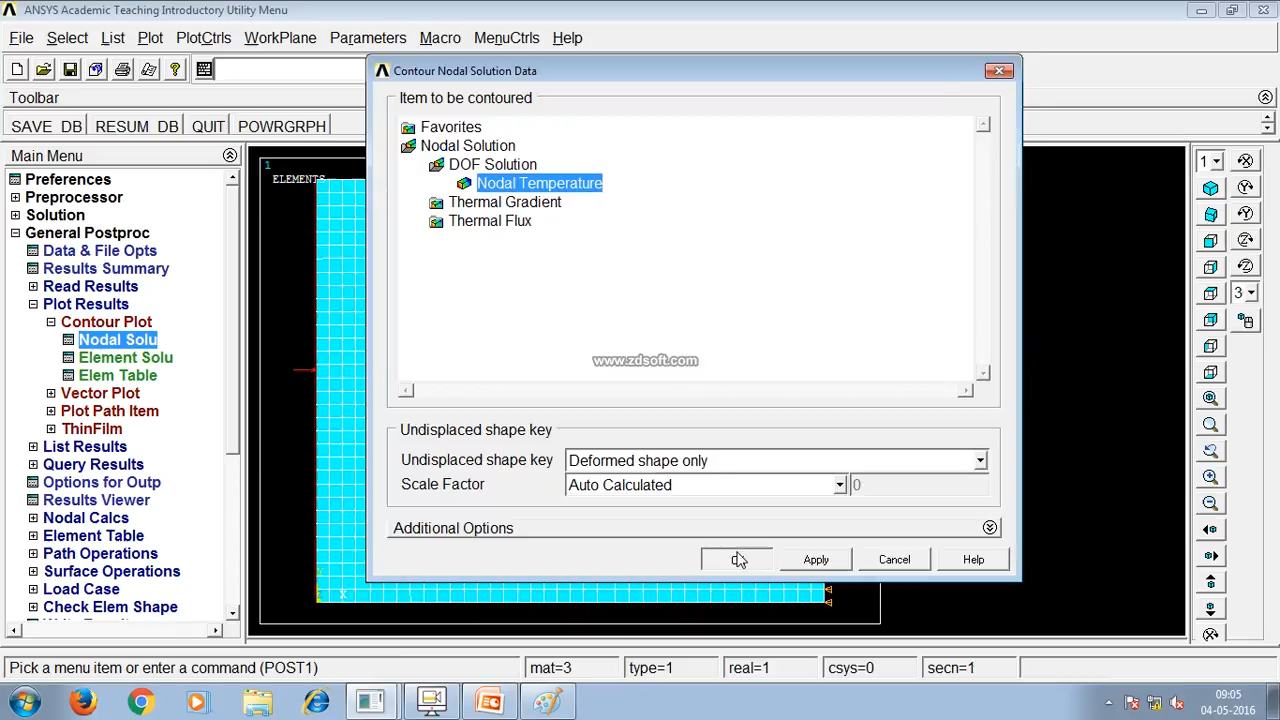 ANSYS Academic Teaching Introductory Utility Menu
File Select List Plot PlotCtrls WorkPlane Parameters Macro MenuCtrls Help
Toolbar
SAVE_DB RESUM_DB QUIT POWRGRPH
Main Menu
Preferences
Preprocessor
Solution
General Postproc
Data & File Opts
Results Summary
Read Results
Plot Results
Contour Plot
Nodal Solu
Element Solu
Elem Table
Vector Plot
Plot Path Item
ThinFilm
List Results
Query Results
Options for Outp
Results Viewer
Nodal Calcs
Element Table
Path Operations
Surface Operations
Load Case
Check Elem Shape
1
ELEMENTS
X
Contour Nodal Solution Data
Item to be contoured
Favorites
Nodal Solution
DOF Solution
Nodal Temperature
Thermal Gradient
Thermal Flux
www.zdsoft.com
Undisplaced shape key
Undisplaced shape key Deformed shape only
Scale Factor Auto Calculated 0
Additional Options
Apply Cancel Help
1
3
Pick a menu item or enter a command (POST1) mat=3 type=1 real=1 csys=0 secn=1
09:05
04-05-2016